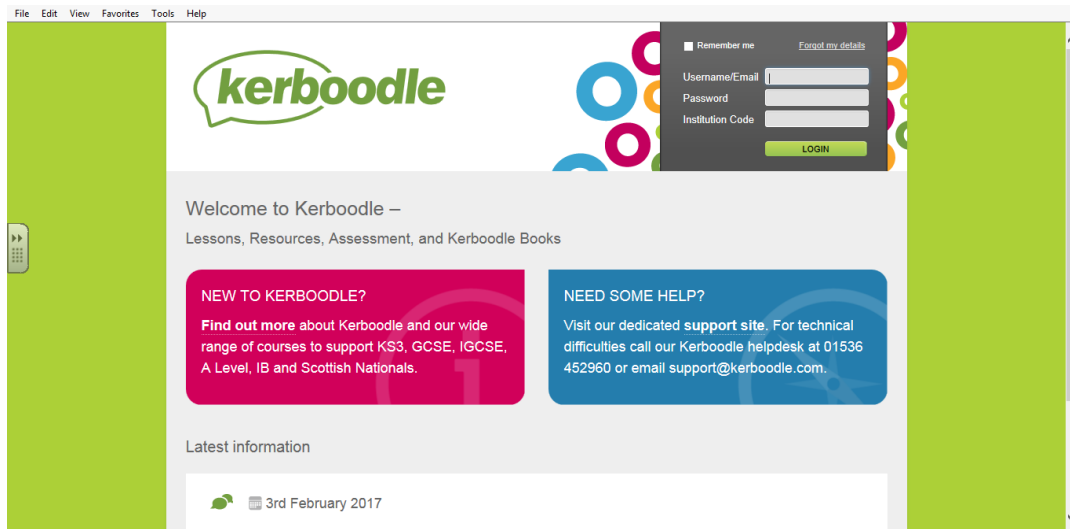 File Edit View Favorites Tools Help
kerboodle
Remember me Forgot my details
Username/Email
Password
Institution Code
LOGIN
Welcome to Kerboodle –
Lessons, Resources, Assessment, and Kerboodle Books
NEW TO KERBOODLE?
Find out more about Kerboodle and our wide
range of courses to support KS3, GCSE, IGCSE,
A Level, IB and Scottish Nationals.
NEED SOME HELP?
Visit our dedicated support site. For technical
difficulties call our Kerboodle helpdesk at 01536
452960 or email support@kerboodle.com.
Latest information
3rd February 2017